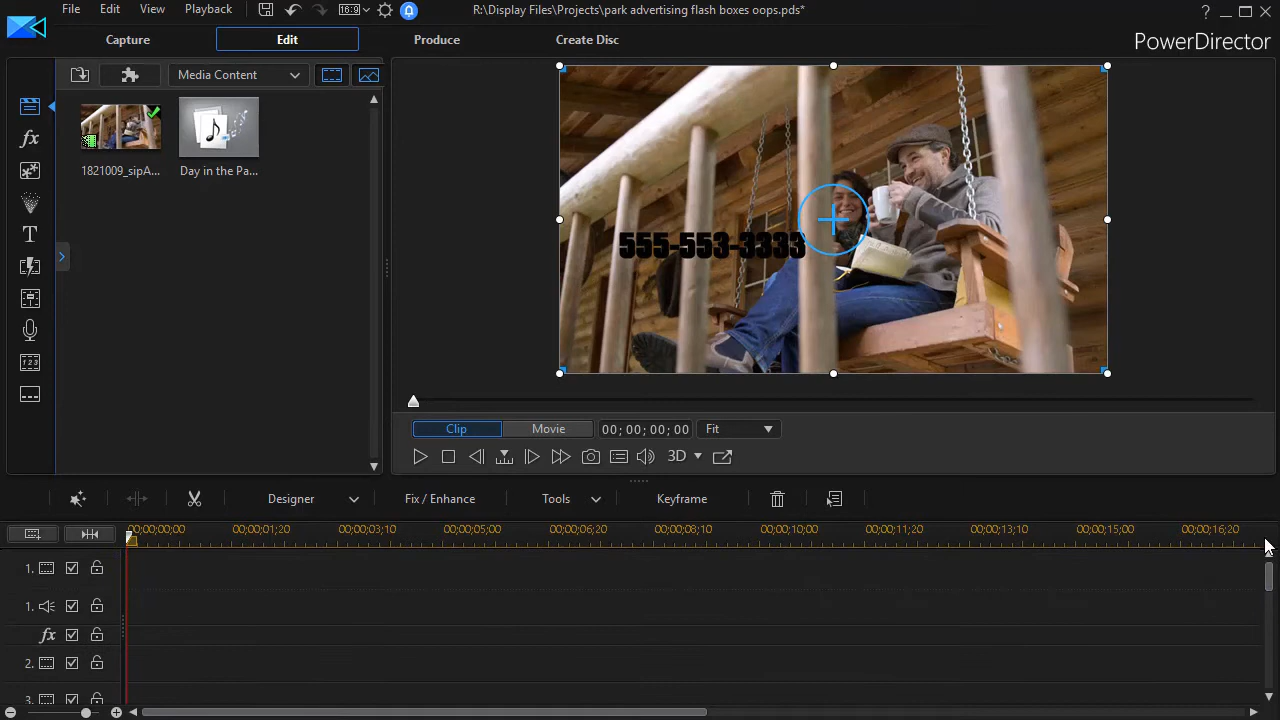 File Edit View Playback 16:9 R:\Display Files\Projects\park advertising flash boxes oops.pds* ?
Capture Edit Produce Create Disc PowerDirector
Media Content
1821009_sipA... Day in the Pa...
fx
T
555-553-3333
Clip Movie 00; 00; 00; 00 Fit
3D
Designer Fix / Enhance Tools Keyframe
00;00;00;00 00;00;01;20 00;00;03;10 00;00;05;00 00;00;06;20 00;00;08;10 00;00;10;00 00;00;11;20 00;00;13;10 00;00;15;00 00;00;16;20
1.
1.
fx
2.
3.